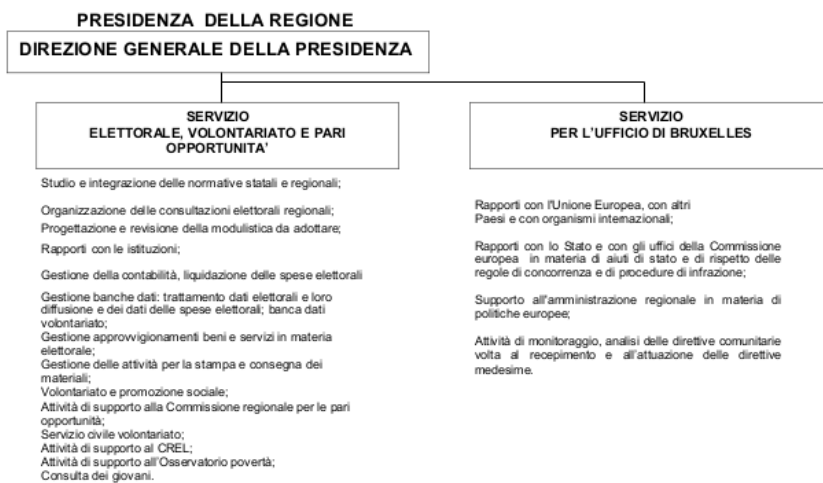 PRESIDENZA DELLA REGIONE
DIREZIONE GENERALE DELLA PRESIDENZA
SERVIZIO
ELETTORALE, VOLONTARIATO E PARI
OPPORTUNITA'
Studio e integrazione delle normative statali e regionali;
Organizzazione delle consultazioni elettorali regionali;
Progettazione e revisione della modulistica da adottare;
Rapporti con le istituzioni;
Gestione della contabilità, liquidazione delle spese elettorali
Gestione banche dati: trattamento dati elettorali e loro
diffusione e dei dati delle spese elettorali; banca dati
volontariato;
Gestione approvvigionamenti beni e servizi in materia
elettorale;
Gestione delle attività per la stampa e consegna dei
materiali;
Volontariato e promozione sociale;
Attività di supporto alla Commissione regionale per le pari
opportunità;
Servizio civile volontariato;
Attività di supporto al CREL;
Attività di supporto all'Osservatorio povertà;
Consulta dei giovani.
SERVIZIO
PER L'UFFICIO DI BRUXELLES
Rapporti con l'Unione Europea, con altri
Paesi e con organismi internazionali;
Rapporti con lo Stato e con gli uffici della Commissione
europea in materia di aiuti di stato e di rispetto delle
regole di concorrenza e di procedure di infrazione;
Supporto all'amministrazione regionale in materia di
politiche europee;
Attività di monitoraggio, analisi delle direttive comunitarie
volta al recepimento e all'attuazione delle direttive
medesime.